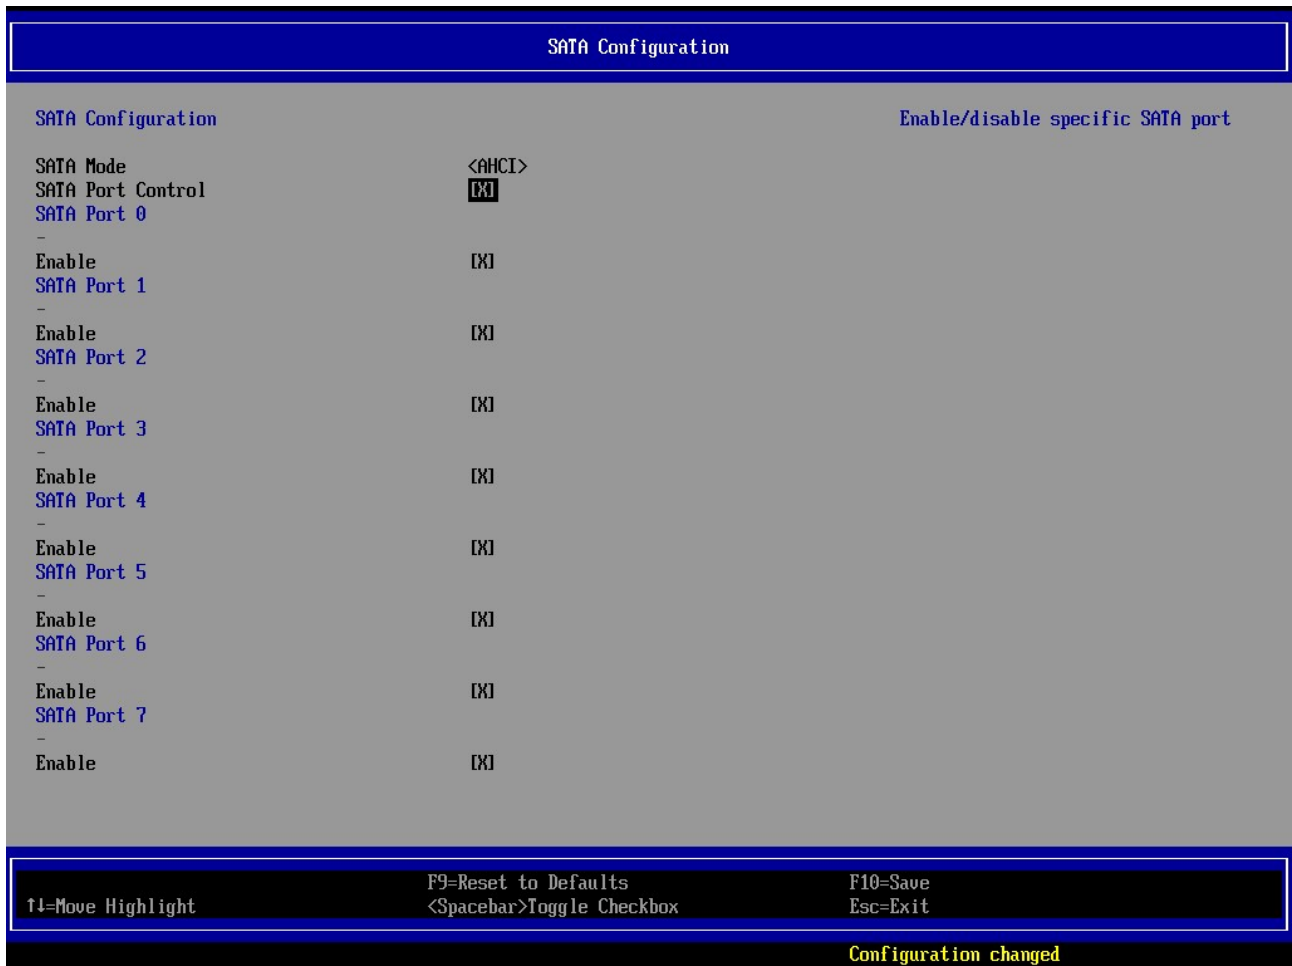 SATA Configuration
SATA Configuration Enable/disable specific SATA port
SATA Mode <AHCI>
SATA Port Control [X]
SATA Port 0
-
Enable [X]
SATA Port 1
-
Enable [X]
SATA Port 2
-
Enable [X]
SATA Port 3
-
Enable [X]
SATA Port 4
-
Enable [X]
SATA Port 5
-
Enable [X]
SATA Port 6
-
Enable [X]
SATA Port 7
-
Enable [X]
F9=Reset to Defaults F10=Save
↑↓=Move Highlight <Spacebar>Toggle Checkbox Esc=Exit
Configuration changed